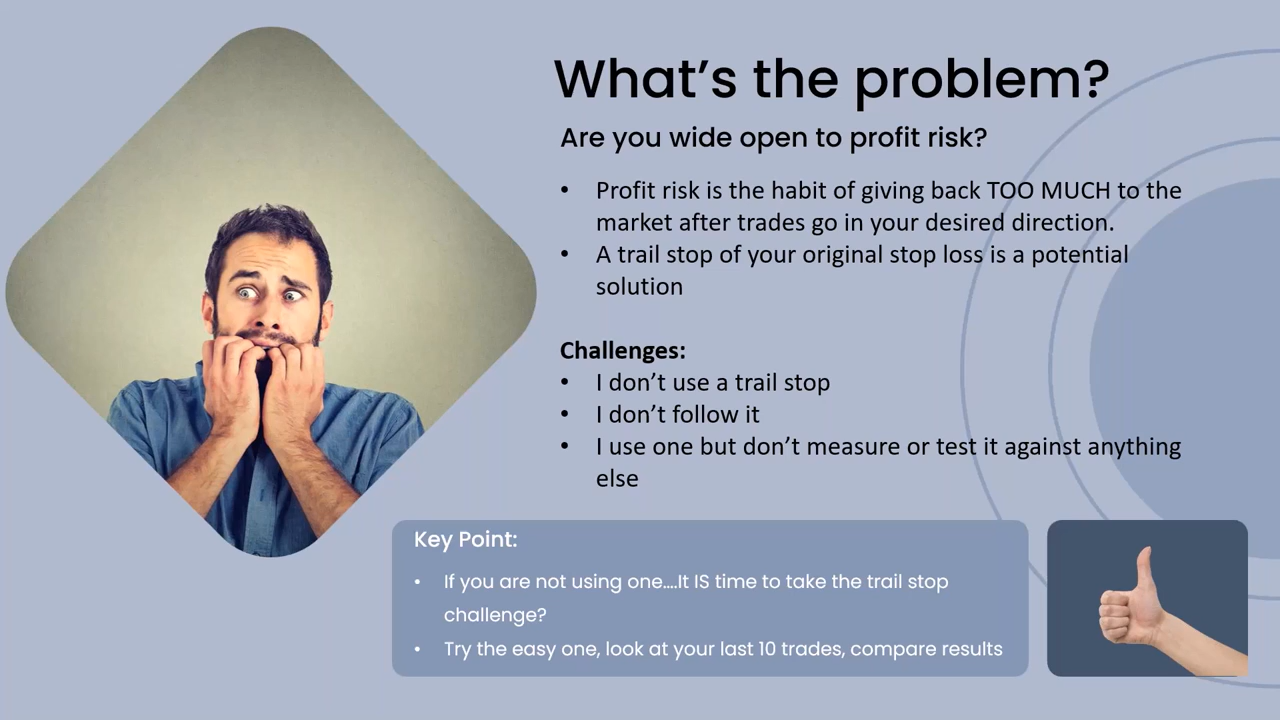 What's the problem?
Are you wide open to profit risk?
• Profit risk is the habit of giving back TOO MUCH to the
market after trades go in your desired direction.
• A trail stop of your original stop loss is a potential
solution
Challenges:
• I don't use a trail stop
• I don't follow it
• I use one but don't measure or test it against anything
else
Key Point:
• If you are not using one....It IS time to take the trail stop
challenge?
• Try the easy one, look at your last 10 trades, compare results